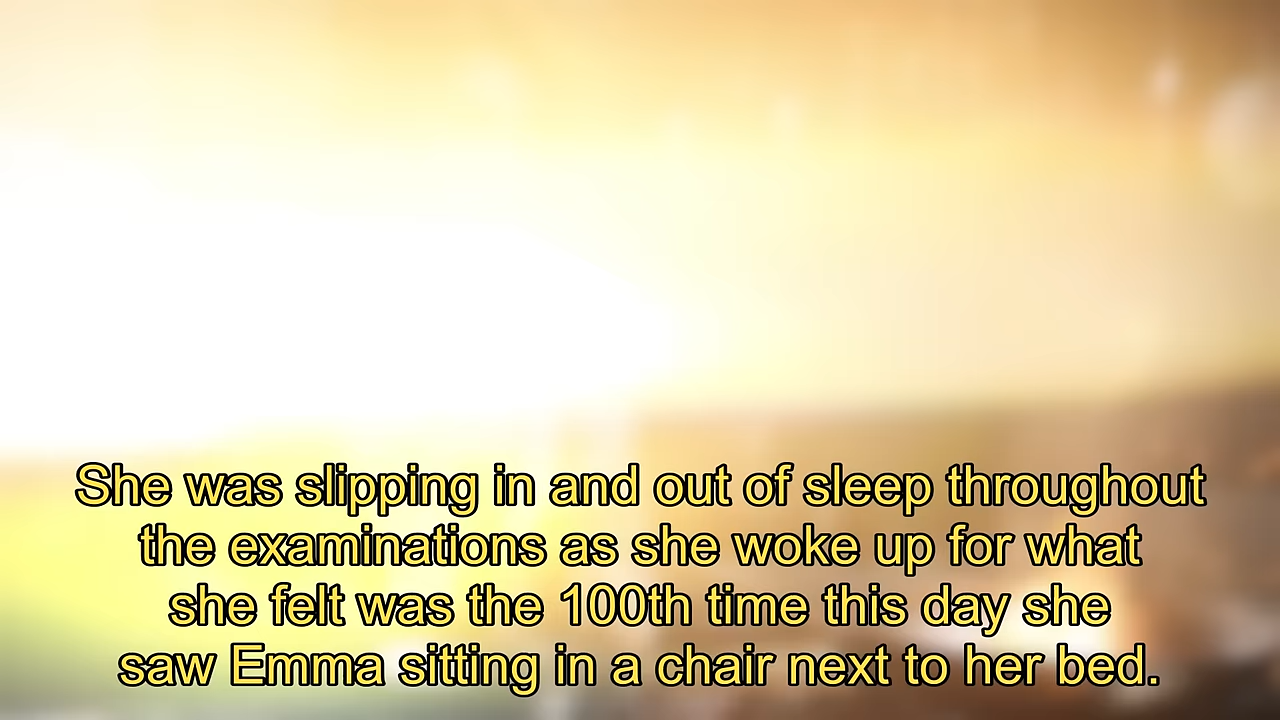 She was slipping in and out of sleep throughout
the examinations as she woke up for what
she felt was the 100th time this day she
saw Emma sitting in a chair next to her bed.